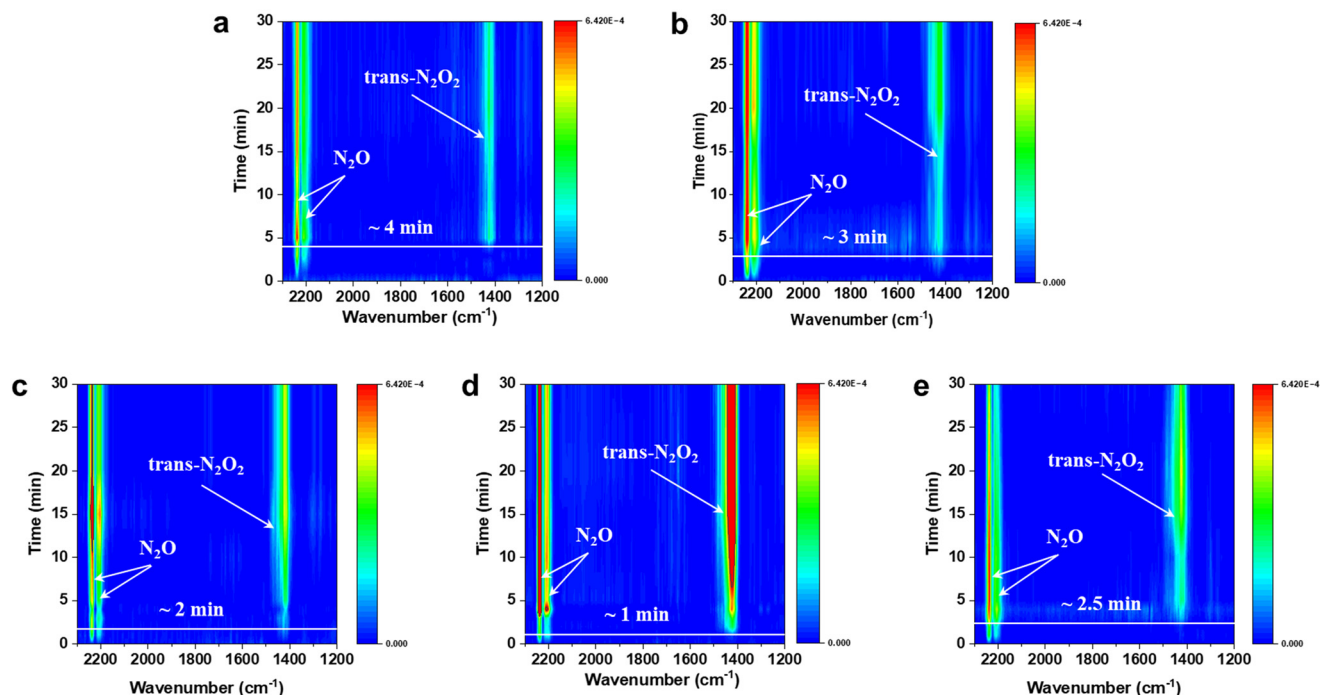 a
6.420E-4
30
25
20
15
10
5
0
Time (min)
trans-N₂O₂
N₂O
~ 4 min
0.000
2200 2000 1800 1600 1400 1200
Wavenumber (cm⁻¹)
b
6.420E-4
30
25
20
15
10
5
0
Time (min)
trans-N₂O₂
N₂O
~ 3 min
0.000
2200 2000 1800 1600 1400 1200
Wavenumber (cm⁻¹)
c
6.420E-4
30
25
20
15
10
5
0
Time (min)
trans-N₂O₂
N₂O
~ 2 min
0.000
2200 2000 1800 1600 1400 1200
Wavenumber (cm⁻¹)
d
6.420E-4
30
25
20
15
10
5
0
Time (min)
trans-N₂O₂
N₂O
~ 1 min
0.000
2200 2000 1800 1600 1400 1200
Wavenumber (cm⁻¹)
e
6.420E-4
30
25
20
15
10
5
0
Time (min)
trans-N₂O₂
N₂O
~ 2.5 min
0.000
2200 2000 1800 1600 1400 1200
Wavenumber (cm⁻¹)